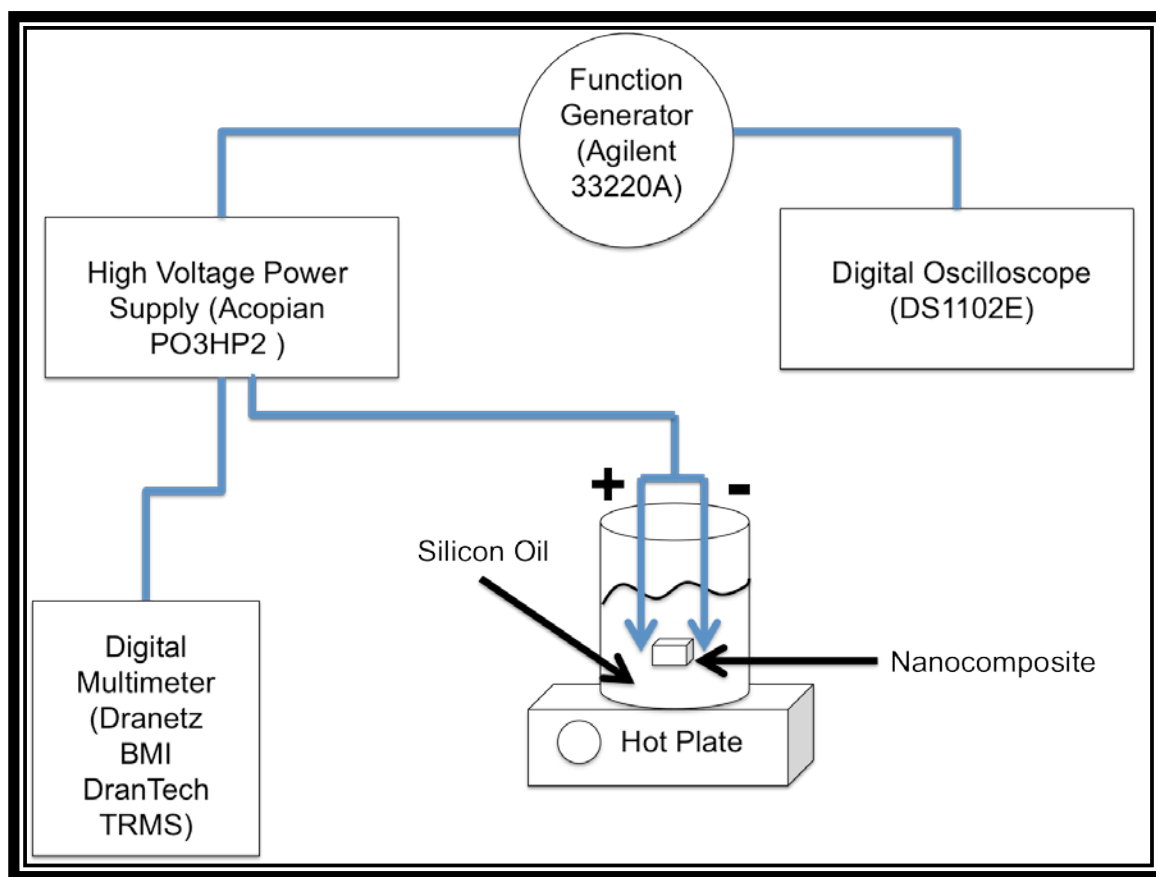 Function
Generator
(Agilent
33220A)
High Voltage Power
Supply (Acopian
PO3HP2 )
Digital Oscilloscope
(DS1102E)
+
-
Silicon Oil
Nanocomposite
Hot Plate
Digital
Multimeter
(Dranetz
BMI
DranTech
TRMS)